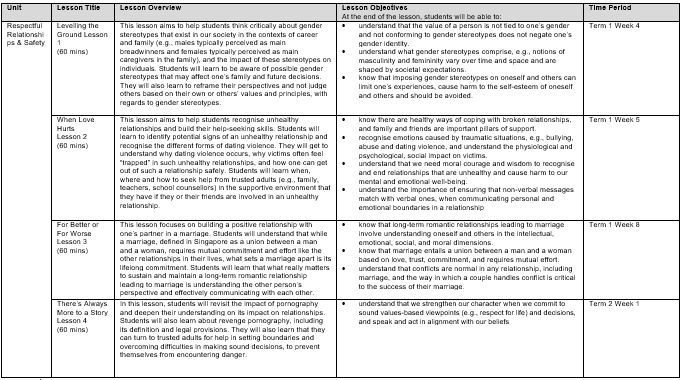 Unit Lesson Title Lesson Overview Lesson Objectives Time Period
At the end of the lesson, students will be able to:
Respectful
Relationshi
ps & Safety
Levelling the
Ground Lesson
1
(60 mins)
This lesson aims to help students think critically about gender
stereotypes that exist in our society in the contexts of career
and family (e.g., males typically perceived as main
breadwinners and females typically perceived as main
caregivers in the family), and the impact of these stereotypes on
individuals. Students will learn to be aware of possible gender
stereotypes that may affect one's family and future decisions.
They will also learn to reframe their perspectives and not judge
others based on their own or others' values and principles, with
regards to gender stereotypes.
• understand that the value of a person is not tied to one's gender
and not conforming to gender stereotypes does not negate one's
gender identity.
• understand what gender stereotypes comprise, e.g., notions of
masculinity and femininity vary over time and space and are
shaped by societal expectations.
• know that imposing gender stereotypes on oneself and others can
limit one's experiences, cause harm to the self-esteem of oneself
and others and should be avoided.
Term 1 Week 4
When Love
Hurts
Lesson 2
(60 mins)
This lesson aims to help students recognise unhealthy
relationships and build their help-seeking skills. Students will
learn to identify potential signs of an unhealthy relationship and
recognise the different forms of dating violence. They will get to
understand why dating violence occurs, why victims often feel
"trapped" in such unhealthy relationships, and how one can get
out of such a relationship safely. Students will learn when,
where and how to seek help from trusted adults (e.g., family,
teachers, school counsellors) in the supportive environment that
they have if they or their friends are involved in an unhealthy
relationship.
• know there are healthy ways of coping with broken relationships,
and family and friends are important pillars of support.
• recognise emotions caused by traumatic situations, e.g., bullying,
abuse and dating violence, and understand the physiological and
psychological, social impact on victims.
• understand that we need moral courage and wisdom to recognise
and end relationships that are unhealthy and cause harm to our
mental and emotional well-being.
• understand the importance of ensuring that non-verbal messages
match with verbal ones, when communicating personal and
emotional boundaries in a relationship
Term 1 Week 5
For Better or
For Worse
Lesson 3
(60 mins)
This lesson focuses on building a positive relationship with
one's partner in a marriage. Students will understand that while
a marriage, defined in Singapore as a union between a man
and a woman, requires mutual commitment and effort like the
other relationships in their lives, what sets a marriage apart is its
lifelong commitment. Students will learn that what really matters
to sustain and maintain a long-term romantic relationship
leading to marriage is understanding the other person's
perspective and effectively communicating with each other.
• know that long-term romantic relationships leading to marriage
involve understanding oneself and others in the intellectual,
emotional, social, and moral dimensions.
• know that marriage entails a union between a man and a woman
based on love, trust, commitment, and requires mutual effort.
• understand that conflicts are normal in any relationship, including
marriage, and the way in which a couple handles conflict is critical
to the success of their marriage.
Term 1 Week 8
There's Always
More to a Story
Lesson 4
(60 mins)
In this lesson, students will revisit the impact of pornography
and deepen their understanding on its impact on relationships.
Students will also learn about revenge pornography, including
its definition and legal provisions. They will also learn that they
can turn to trusted adults for help in setting boundaries and
overcoming difficulties in making sound decisions, to prevent
themselves from encountering danger.
• understand that we strengthen our character when we commit to
sound values-based viewpoints (e.g., respect for life) and decisions,
and speak and act in alignment with our beliefs
Term 2 Week 1